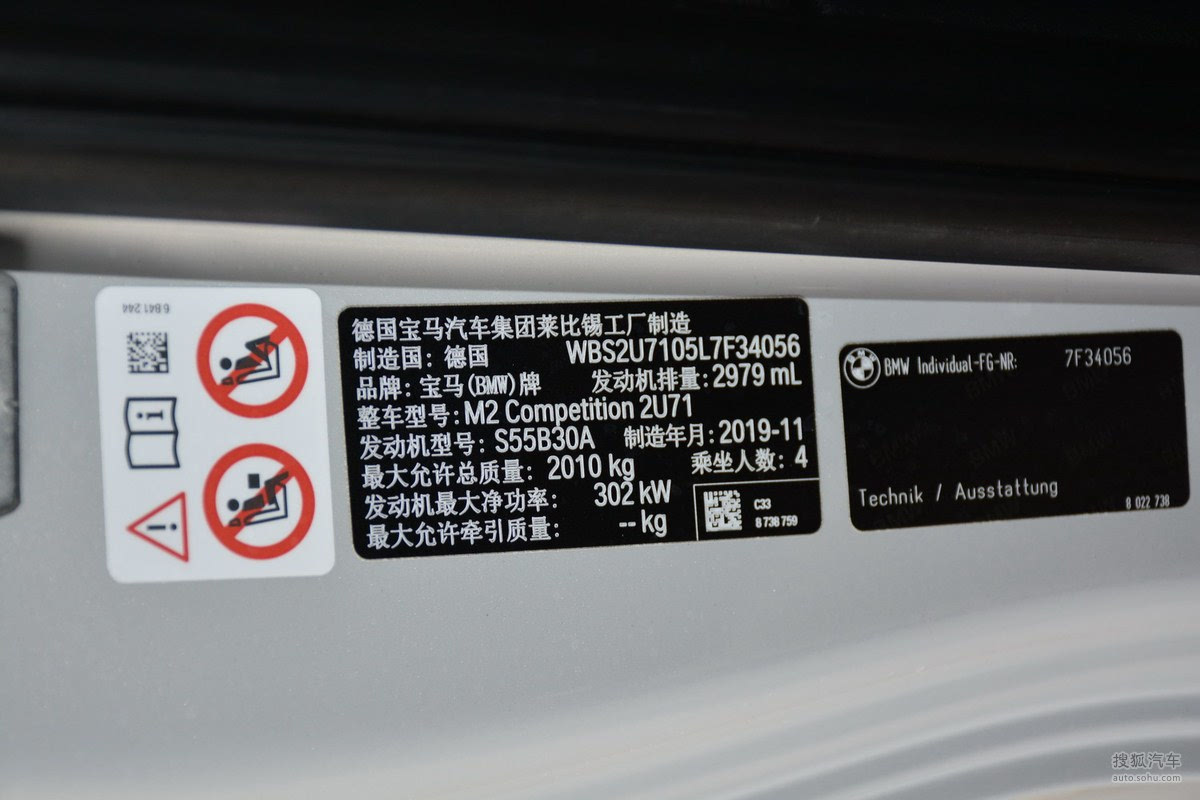 6 841 244
德国宝马汽车集团莱比锡工厂制造
制造国: 德国 WBS2U7105L7F34056
品牌: 宝马(BMW)牌 发动机排量: 2979 mL
整车型号: M2 Competition 2U71
发动机型号: S55B30A 制造年月: 2019-11
最大允许总质量: 2010 kg 乘坐人数: 4
发动机最大净功率: 302 kW
最大允许牵引质量: -- kg
C33
8 738 759
BMW Individual-FG-NR: 7F34056
Technik / Ausstattung
8 022 738
搜狐汽车
auto.sohu.com